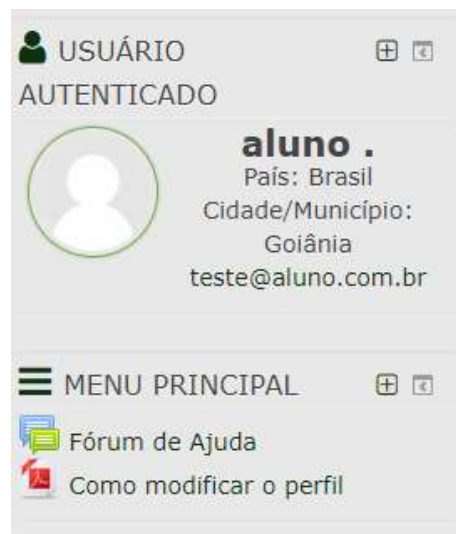 USUÁRIO
AUTENTICADO
aluno .
País: Brasil
Cidade/Município:
Goiânia
teste@aluno.com.br
MENU PRINCIPAL
Fórum de Ajuda
Como modificar o perfil